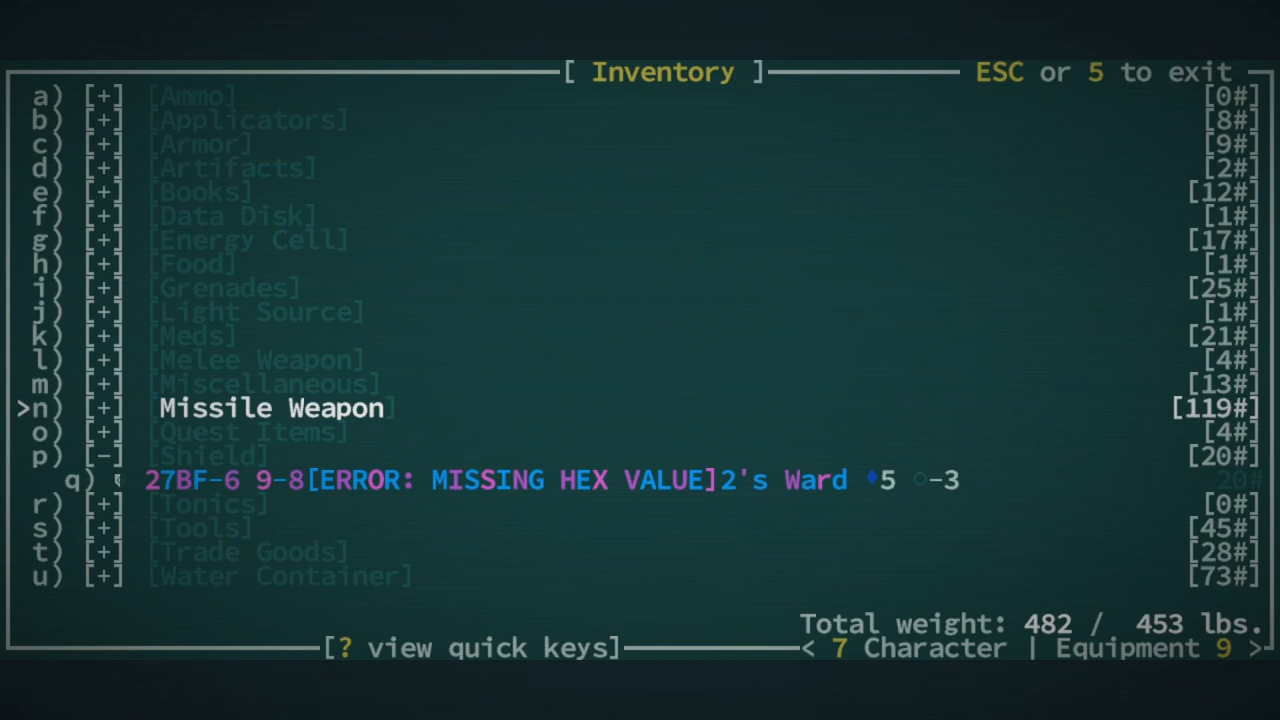 [ Inventory ] ESC or 5 to exit
a) [+] [Ammo] [0#]
b) [+] [Applicators] [8#]
c) [+] [Armor] [9#]
d) [+] [Artifacts] [2#]
e) [+] [Books] [12#]
f) [+] [Data Disk] [1#]
g) [+] [Energy Cell] [17#]
h) [+] [Food] [1#]
i) [+] [Grenades] [25#]
j) [+] [Light Source] [1#]
k) [+] [Meds] [21#]
l) [+] [Melee Weapon] [4#]
m) [+] [Miscellaneous] [13#]
>n) [+] [Missile Weapon] [119#]
o) [+] [Quest Items] [4#]
p) [-] [Shield] [20#]
q) 27BF-6 9-8[ERROR: MISSING HEX VALUE]2's Ward ♦5 ○-3 20#
r) [+] [Tonics] [0#]
s) [+] [Tools] [45#]
t) [+] [Trade Goods] [28#]
u) [+] [Water Container] [73#]
Total weight: 482 / 453 lbs.
[? view quick keys] < 7 Character | Equipment 9 >